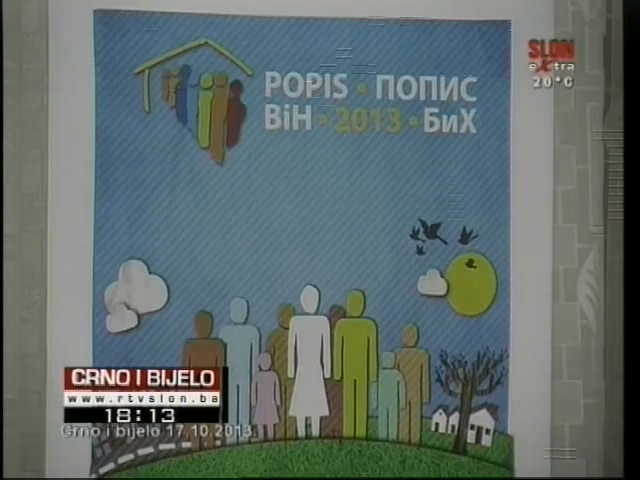 POPIS • ПОПИС
BiH • 2013 • БиХ
SLON
extra
20°C
CRNO I BIJELO
www.rtvslon.ba
18:13
Crno i bijelo 17.10.2013